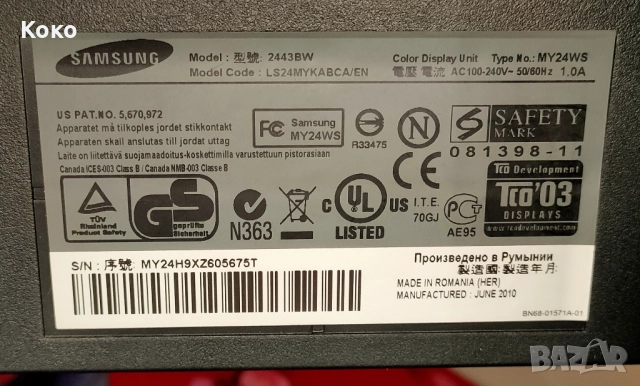 Koko
SAMSUNG
Model : 型號: 2443BW
Model Code : LS24MYKABCA/EN
Color Display Unit Type No.: MY24WS
電壓 電流 AC100-240V~ 50/60Hz 1.0A
US PAT.NO. 5,670,972
Apparatet må tilkoples jordet stikkontakt
Apparaten skall anslutas till jordat uttag
Laite on liitettävä suojamaadoitus-koskettimilla varustettuun pistorasiaan
Canada ICES-003 Class B / Canada NMB-003 Classe B
FC Samsung
MY24WS
R33475
N
S SAFETY
MARK
081398-11
CE
TCO Development
TCO'03
DISPLAYS
www.tcodevelopment.com
TÜV
Rheinland
Product Safety
GS
geprüfte
Sicherheit
N363
C UL US
LISTED
I.T.E.
70GJ
AE95
S/N : 序號: MY24H9XZ605675T
Произведено в Румынии
製造國: 製造年月:
MADE IN ROMANIA (HER)
MANUFACTURED : JUNE 2010
BN68-01571A-01
BAZAR